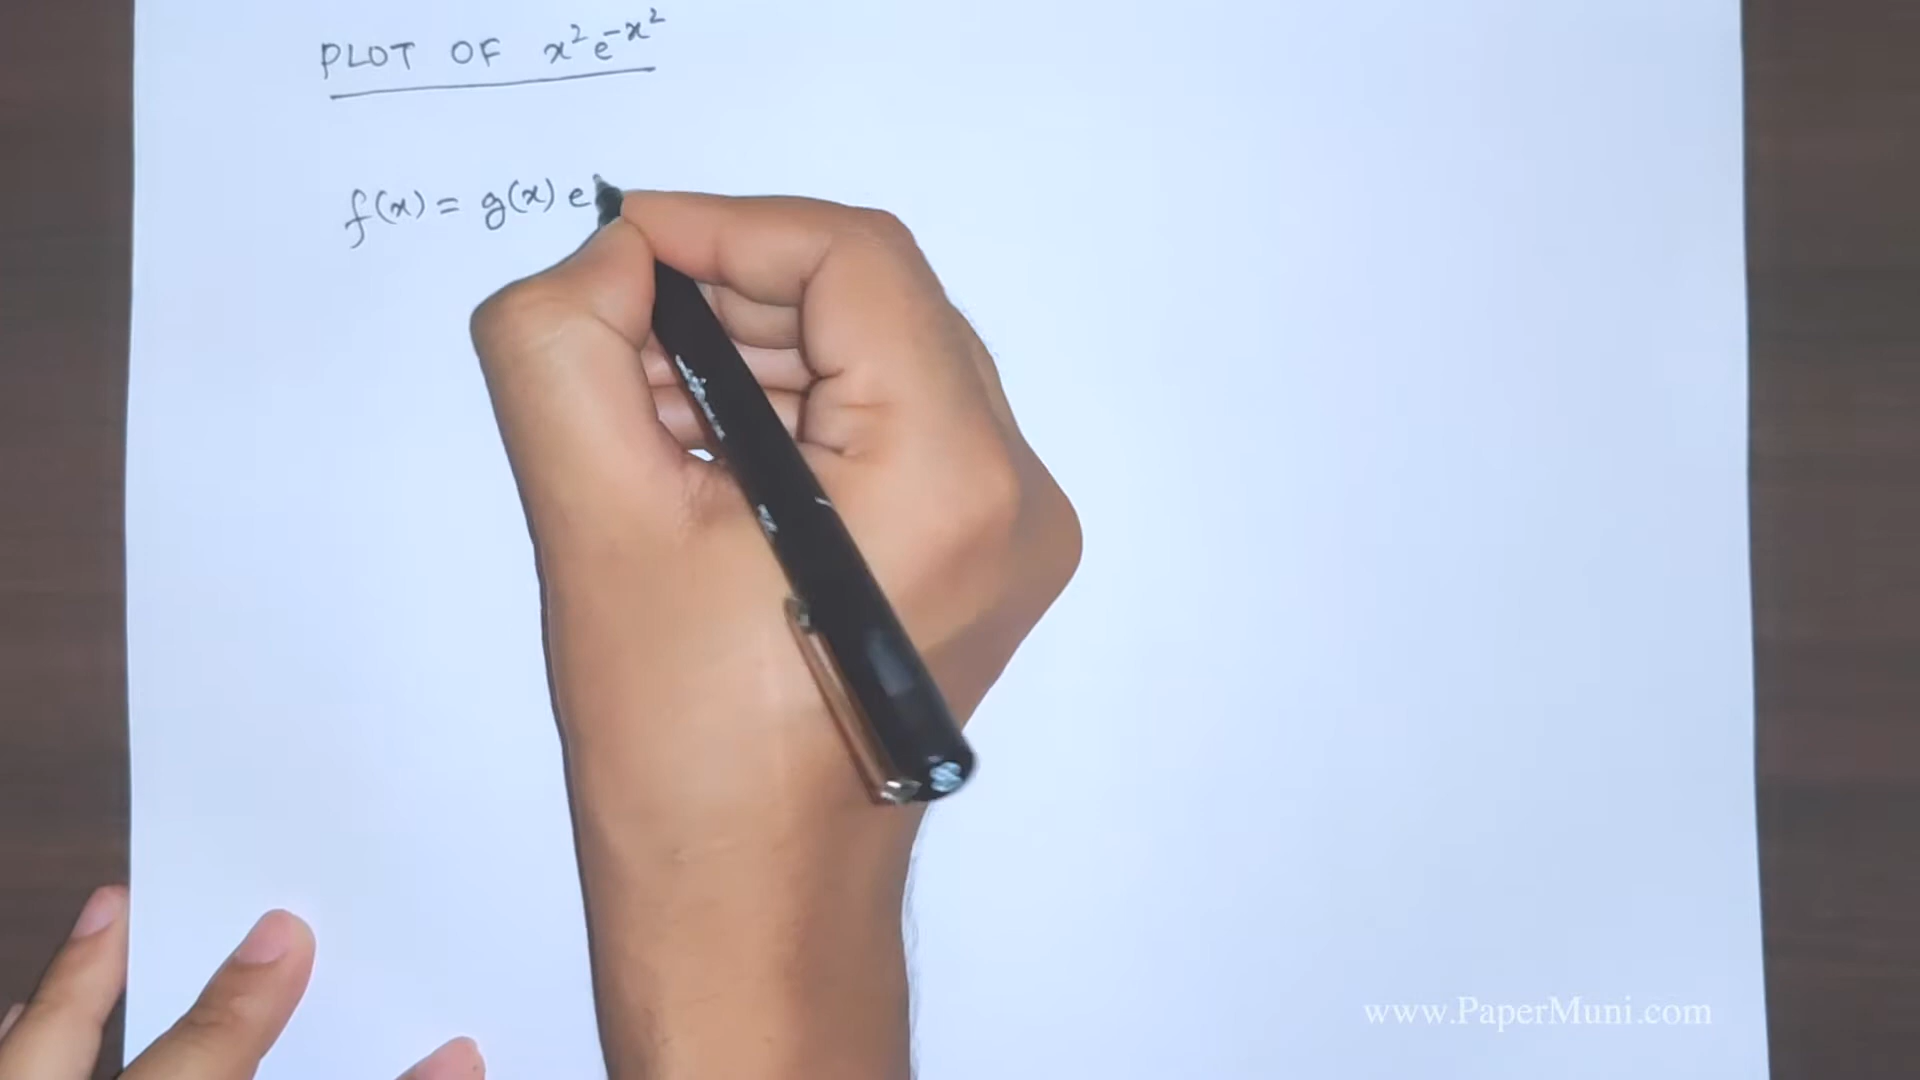 PLOT OF x²e^{-x²}
f(x) = g(x) e
www.PaperMuni.com